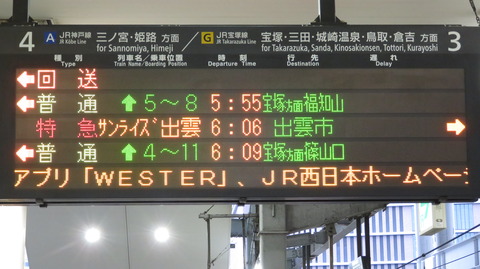 4 A JR神戸線 三ノ宮・姫路 方面 G JR宝塚線 宝塚・三田・城崎温泉・鳥取・倉吉 方面 3
JR Kōbe Line for Sannomiya, Himeji / JR Takarazuka Line for Takarazuka, Sanda, Kinosakionsen, Tottori, Kurayoshi
種別 列車名/乗車位置 時刻 行先 遅れ
Type Train Name/Boarding Position Departure Time Destination Delay
←回送
←普通 ↑5〜8 5:55 宝塚方面福知山
特急 サンライズ出雲 6:06 出雲市 →
←普通 ↑4〜11 6:09 宝塚方面篠山口
アプリ「WESTER」、JR西日本ホームページ